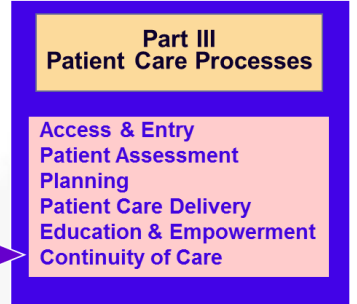 Part III
Patient Care Processes
Access & Entry
Patient Assessment
Planning
Patient Care Delivery
Education & Empowerment
Continuity of Care